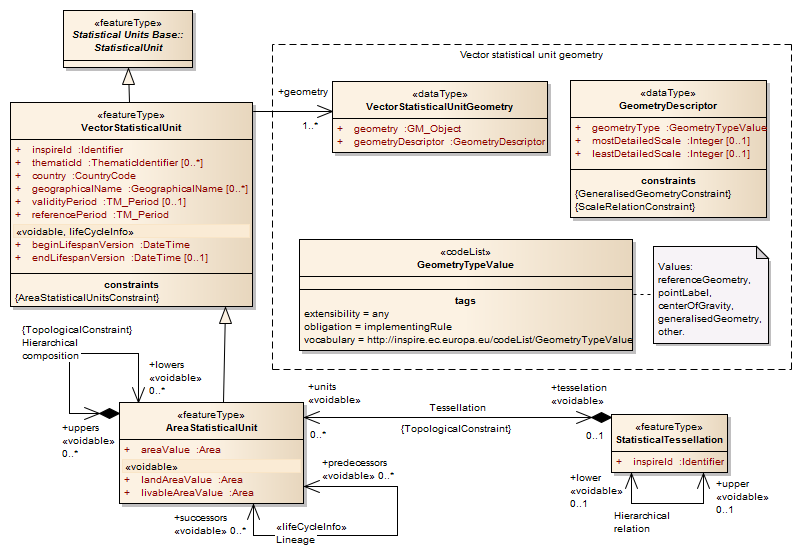 «featureType»
Statistical Units Base::
StatisticalUnit
Vector statistical unit geometry
+geometry
1..*
«dataType»
VectorStatisticalUnitGeometry
+ geometry :GM_Object
+ geometryDescriptor :GeometryDescriptor
«dataType»
GeometryDescriptor
+ geometryType :GeometryTypeValue
+ mostDetailedScale :Integer [0..1]
+ leastDetailedScale :Integer [0..1]
constraints
{GeneralisedGeometryConstraint}
{ScaleRelationConstraint}
«featureType»
VectorStatisticalUnit
+ inspireId :Identifier
+ thematicId :ThematicIdentifier [0..*]
+ country :CountryCode
+ geographicalName :GeographicalName [0..*]
+ validityPeriod :TM_Period [0..1]
+ referencePeriod :TM_Period
«voidable, lifeCycleInfo»
+ beginLifespanVersion :DateTime
+ endLifespanVersion :DateTime [0..1]
constraints
{AreaStatisticalUnitsConstraint}
«codeList»
GeometryTypeValue
tags
extensibility = any
obligation = implementingRule
vocabulary = http://inspire.ec.europa.eu/codeList/GeometryTypeValue
Values:
referenceGeometry,
pointLabel,
centerOfGravity,
generalisedGeometry,
other.
{TopologicalConstraint}
Hierarchical
composition
+lowers
«voidable»
0..*
+uppers
«voidable»
0..*
«featureType»
AreaStatisticalUnit
+ areaValue :Area
«voidable»
+ landAreaValue :Area
+ livableAreaValue :Area
+units
«voidable»
0..*
Tessellation
{TopologicalConstraint}
+tesselation
«voidable»
0..1
«featureType»
StatisticalTessellation
+ inspireId :Identifier
+predecessors
«voidable» 0..*
+successors
«voidable» 0..*
«lifeCycleInfo»
Lineage
+lower
«voidable»
0..1
+upper
«voidable»
0..1
Hierarchical
relation